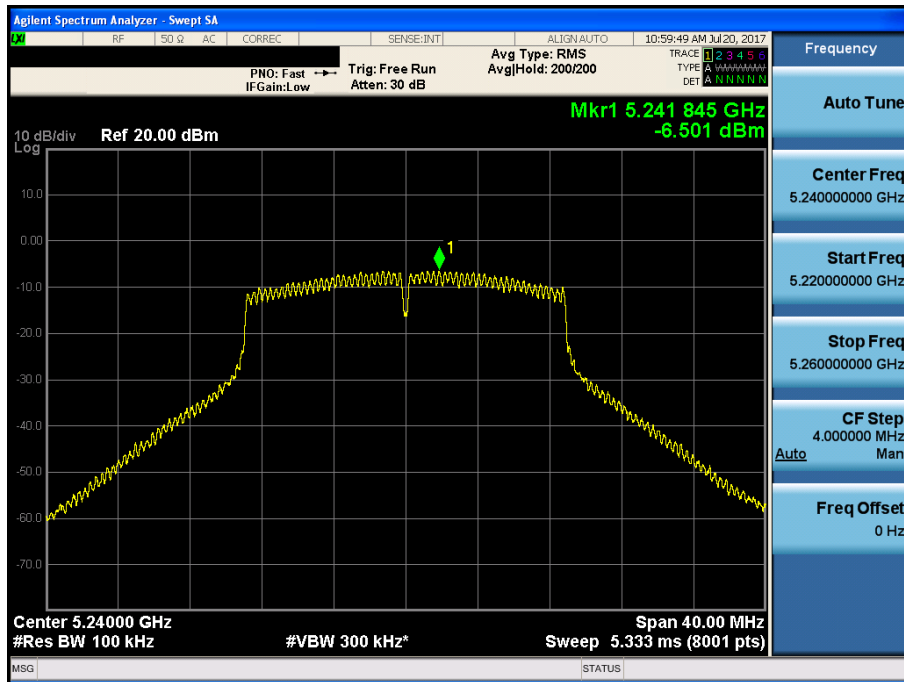 Agilent Spectrum Analyzer - Swept SA
LXI RF 50 Ω AC CORREC SENSE:INT ALIGN AUTO 10:59:49 AM Jul 20, 2017
Frequency
PNO: Fast
IFGain:Low
Trig: Free Run
Atten: 30 dB
Avg Type: RMS
Avg|Hold: 200/200
TRACE 1 2 3 4 5 6
TYPE A WWWWW
DET A N N N N N
Mkr1 5.241 845 GHz
-6.501 dBm
10 dB/div Ref 20.00 dBm
Log
10.0
0.00
-10.0
-20.0
-30.0
-40.0
-50.0
-60.0
-70.0
1
Center 5.24000 GHz
Span 40.00 MHz
#Res BW 100 kHz
#VBW 300 kHz*
Sweep 5.333 ms (8001 pts)
MSG
STATUS
Auto Tune
Center Freq
5.240000000 GHz
Start Freq
5.220000000 GHz
Stop Freq
5.260000000 GHz
CF Step
4.000000 MHz
Auto Man
Freq Offset
0 Hz